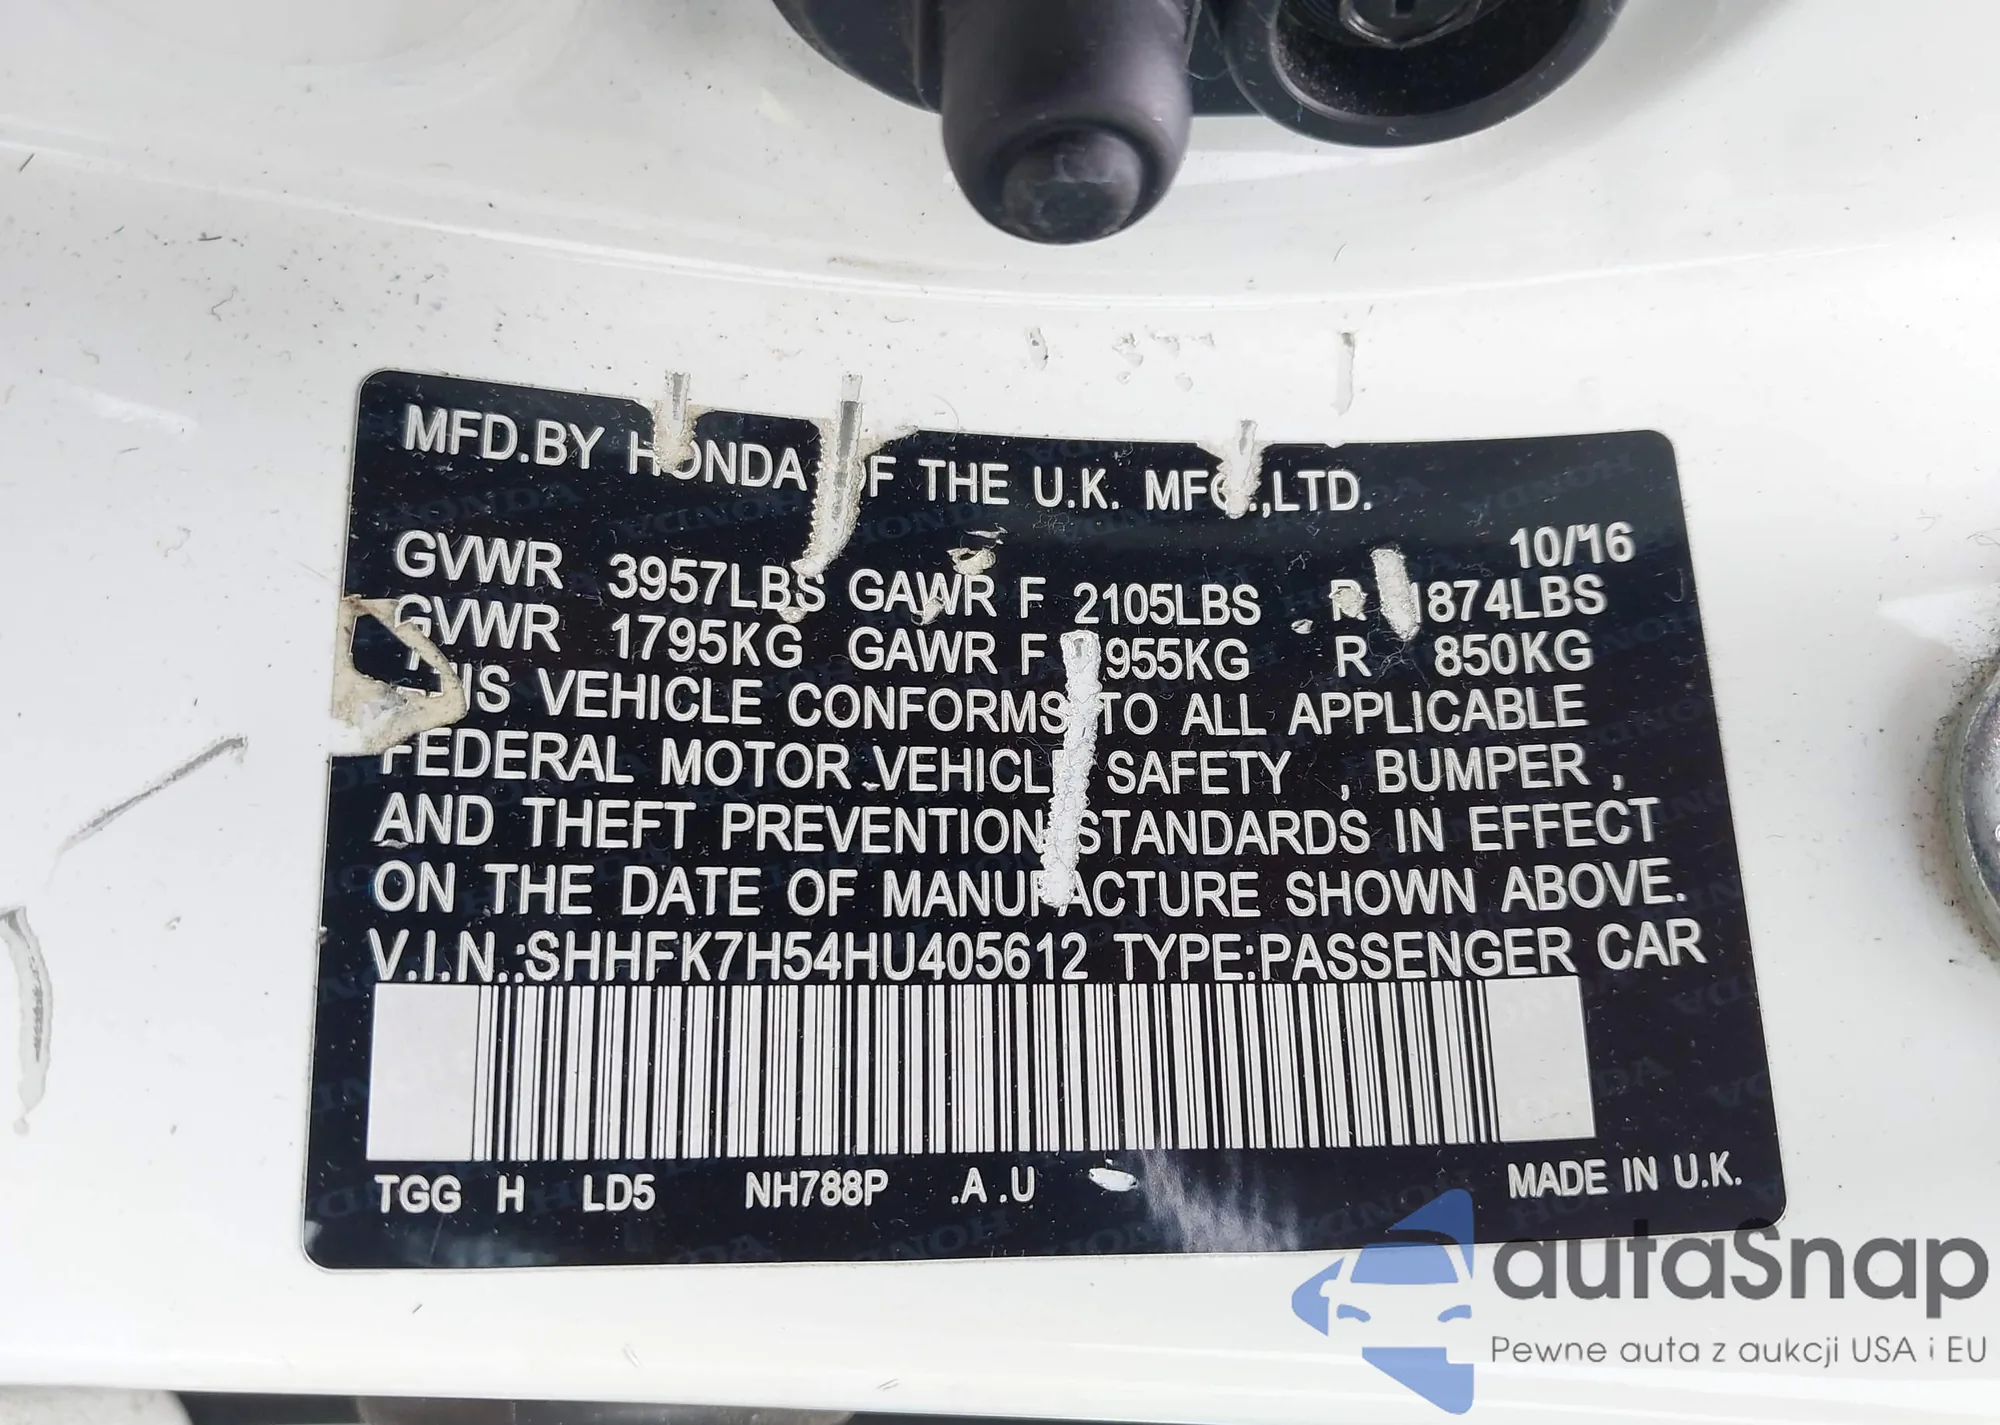 MFD.BY HONDA OF THE U.K. MFG.,LTD.
10/'16
GVWR 3957LBS GAWR F 2105LBS R 1874LBS
GVWR 1795KG GAWR F 955KG R 850KG
THIS VEHICLE CONFORMS TO ALL APPLICABLE
FEDERAL MOTOR VEHICLE SAFETY , BUMPER ,
AND THEFT PREVENTION STANDARDS IN EFFECT
ON THE DATE OF MANUFACTURE SHOWN ABOVE.
V.I.N.:SHHFK7H54HU405612 TYPE:PASSENGER CAR
TGG H LD5 NH788P .A .U MADE IN U.K.
autaSnap
Pewne auta z aukcji USA i EU